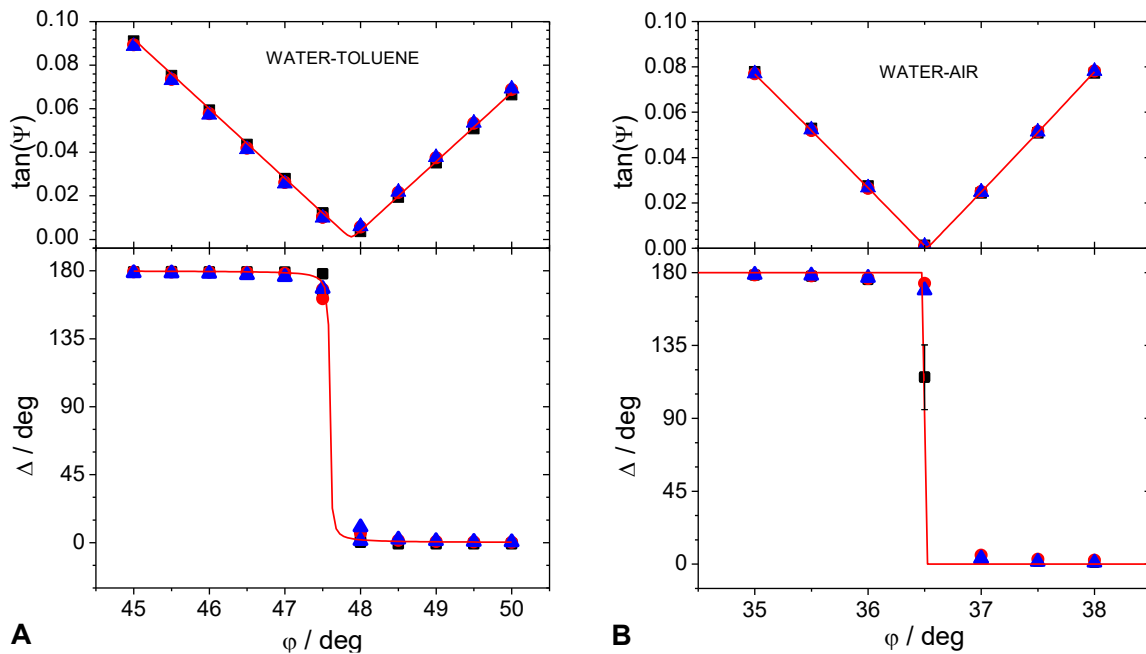 0.10
0.08
0.06
0.04
0.02
0.00
tan(Ψ)
WATER-TOLUENE
180
135
90
45
0
Δ / deg
45 46 47 48 49 50
φ / deg
A
0.10
0.08
0.06
0.04
0.02
0.00
tan(Ψ)
WATER-AIR
180
135
90
45
0
Δ / deg
35 36 37 38
φ / deg
B